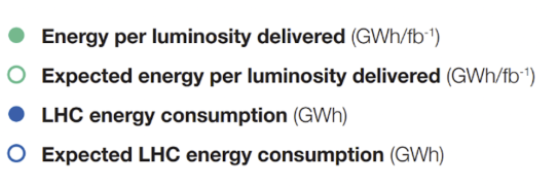 Energy per luminosity delivered (GWh/fb⁻¹)
Expected energy per luminosity delivered (GWh/fb⁻¹)
LHC energy consumption (GWh)
Expected LHC energy consumption (GWh)